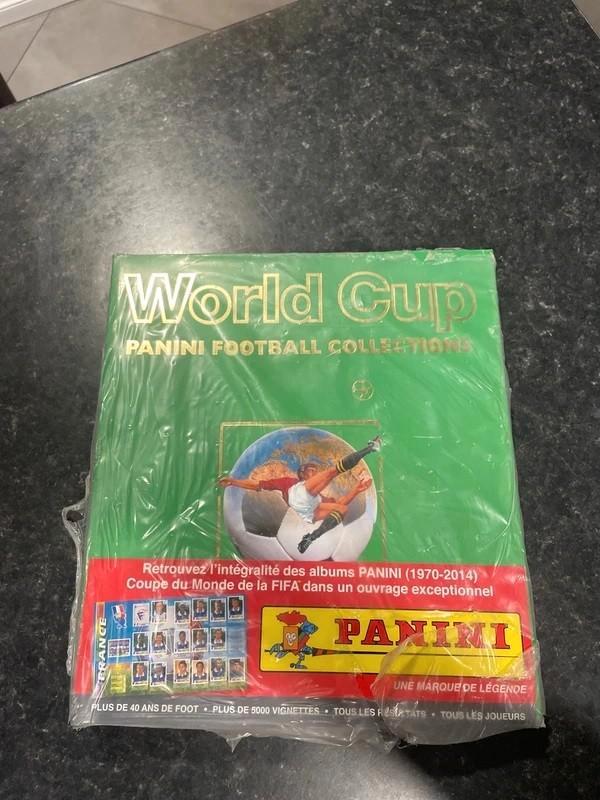 World Cup
PANINI FOOTBALL COLLECTIONS
Retrouvez l'intégralité des albums PANINI (1970-2014)
Coupe du Monde de la FIFA dans un ouvrage exceptionnel
FRANCE
PANINI
UNE MARQUE DE LÉGENDE
PLUS DE 40 ANS DE FOOT • PLUS DE 5000 VIGNETTES • TOUS LES RÉSULTATS • TOUS LES JOUEURS